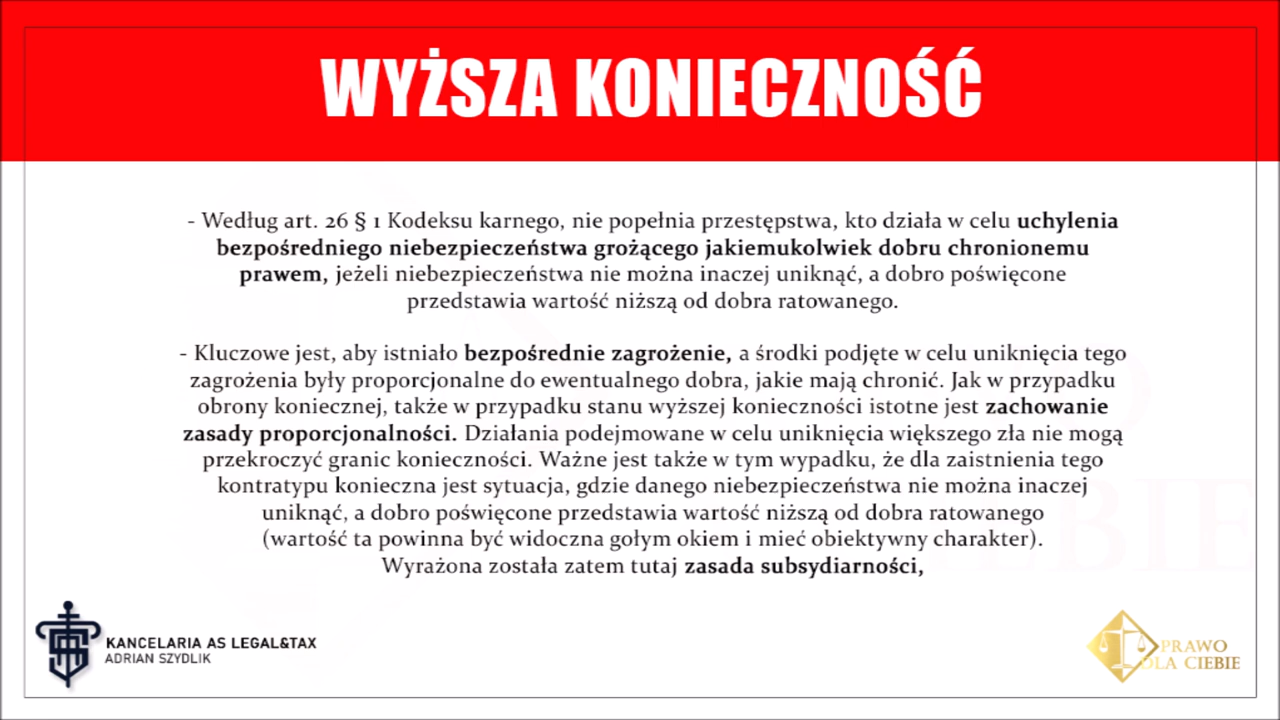 WYŻSZA KONIECZNOŚĆ
- Według art. 26 § 1 Kodeksu karnego, nie popełnia przestępstwa, kto działa w celu uchylenia
bezpośredniego niebezpieczeństwa grożącego jakiemukolwiek dobru chronionemu
prawem, jeżeli niebezpieczeństwa nie można inaczej uniknąć, a dobro poświęcone
przedstawia wartość niższą od dobra ratowanego.
- Kluczowe jest, aby istniało bezpośrednie zagrożenie, a środki podjęte w celu uniknięcia tego
zagrożenia były proporcjonalne do ewentualnego dobra, jakie mają chronić. Jak w przypadku
obrony koniecznej, także w przypadku stanu wyższej konieczności istotne jest zachowanie
zasady proporcjonalności. Działania podejmowane w celu uniknięcia większego zła nie mogą
przekroczyć granic konieczności. Ważne jest także w tym wypadku, że dla zaistnienia tego
kontratypu konieczna jest sytuacja, gdzie danego niebezpieczeństwa nie można inaczej
uniknąć, a dobro poświęcone przedstawia wartość niższą od dobra ratowanego
(wartość ta powinna być widoczna gołym okiem i mieć obiektywny charakter).
Wyrażona została zatem tutaj zasada subsydiarności,
KANCELARIA AS LEGAL&TAX
ADRIAN SZYDLIK
PRAWO
DLA CIEBIE